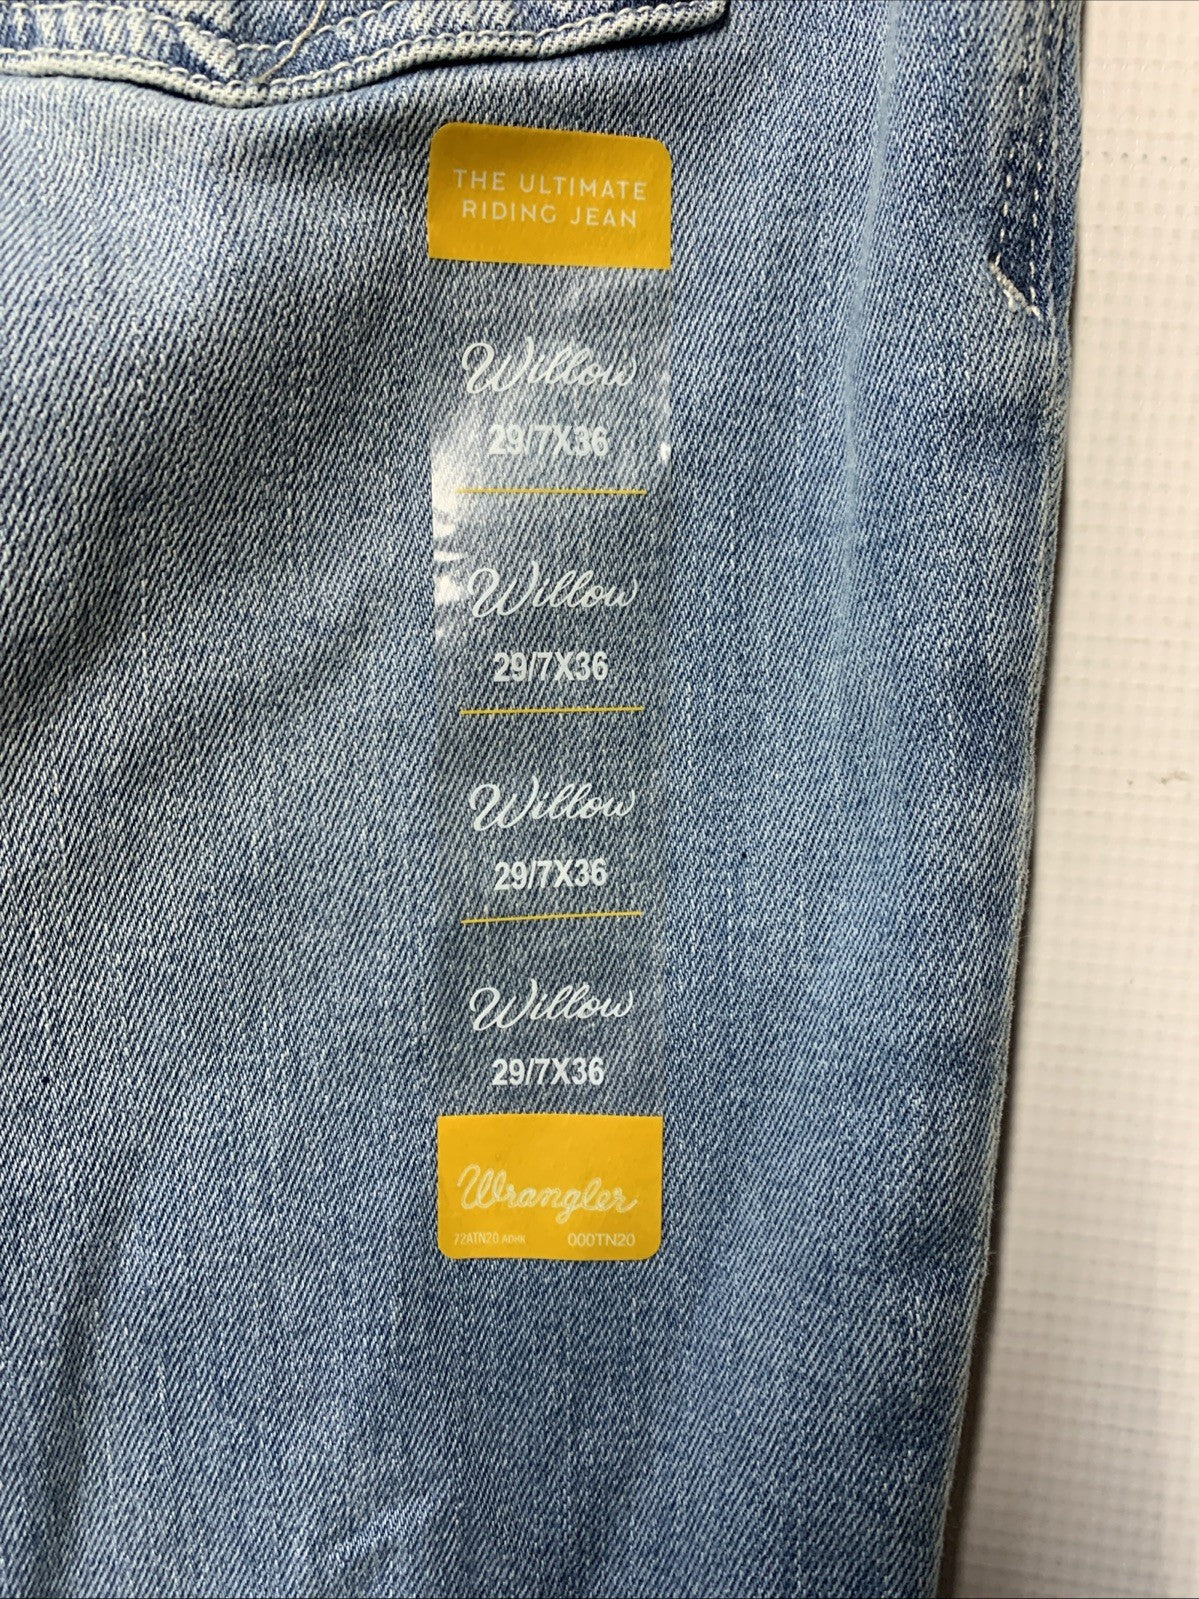 THE ULTIMATE
RIDING JEAN
Willow
29/7X36
Willow
29/7X36
Willow
29/7X36
Willow
29/7X36
Wrangler
72ATN20 000TN20